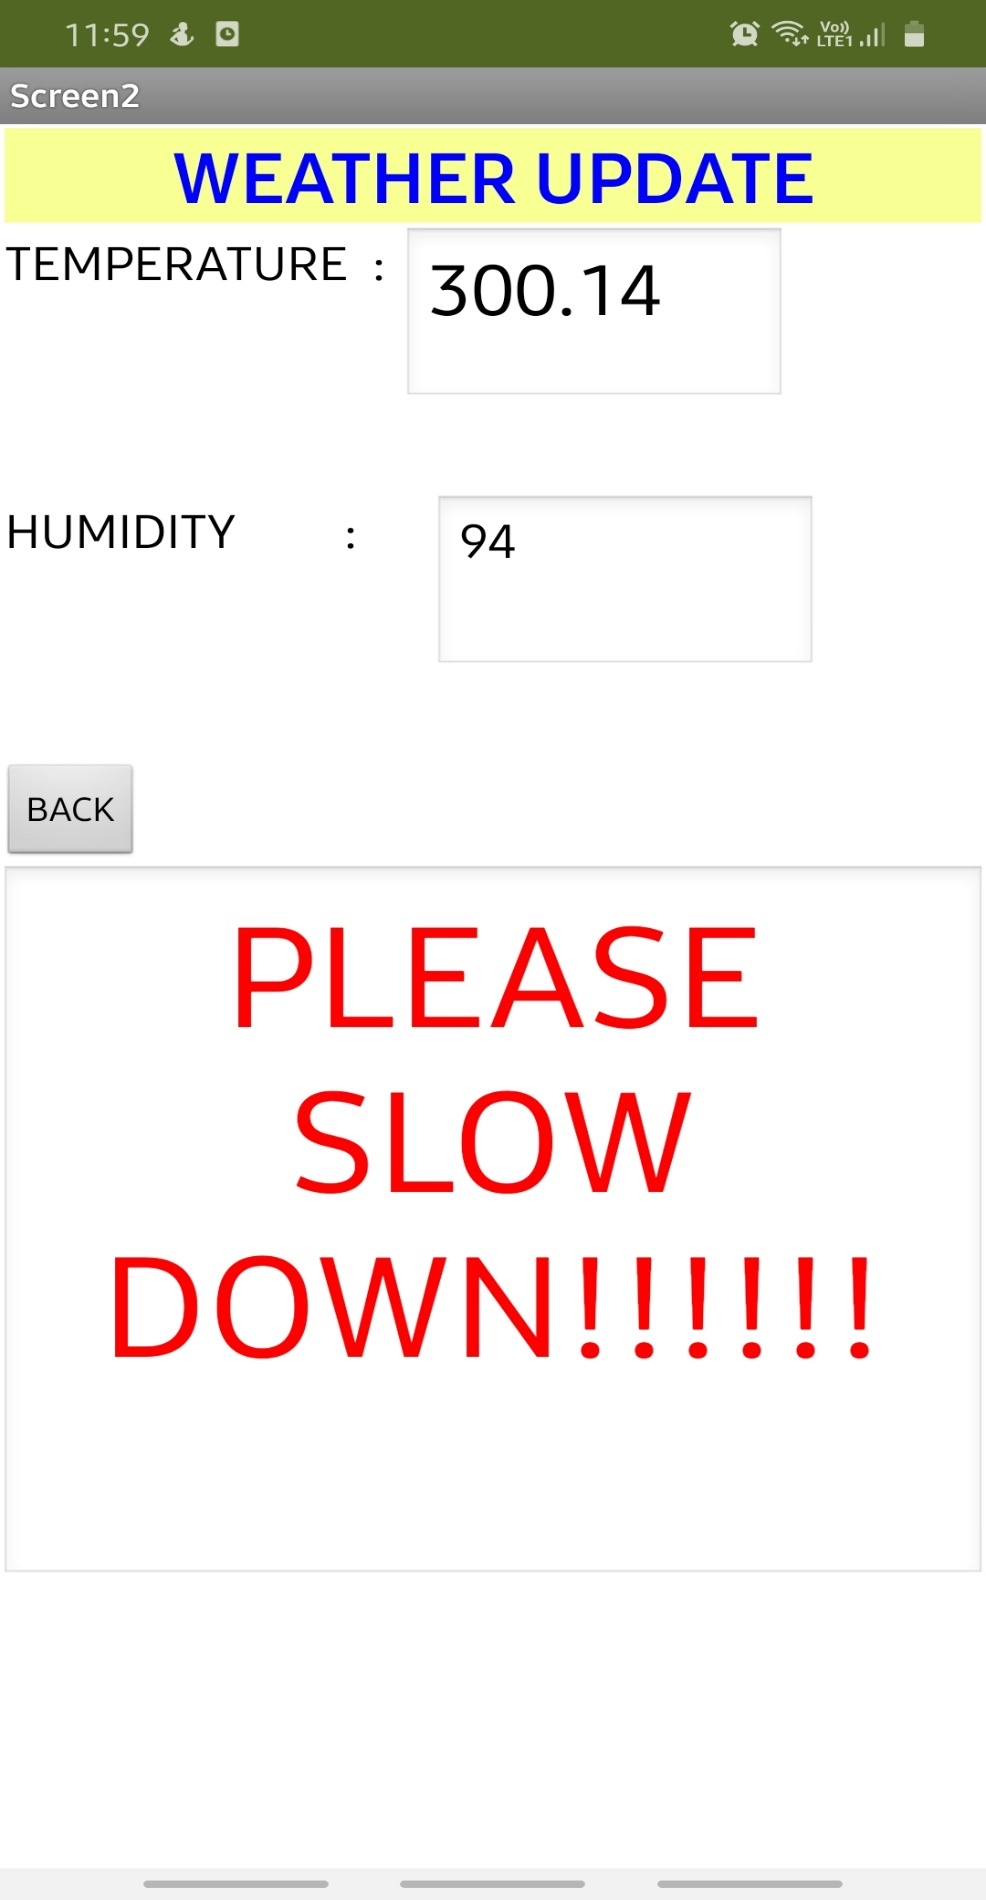 11:59 Vo)) LTE1
Screen2
WEATHER UPDATE
TEMPERATURE : 300.14
HUMIDITY : 94
BACK
PLEASE
SLOW
DOWN!!!!!!